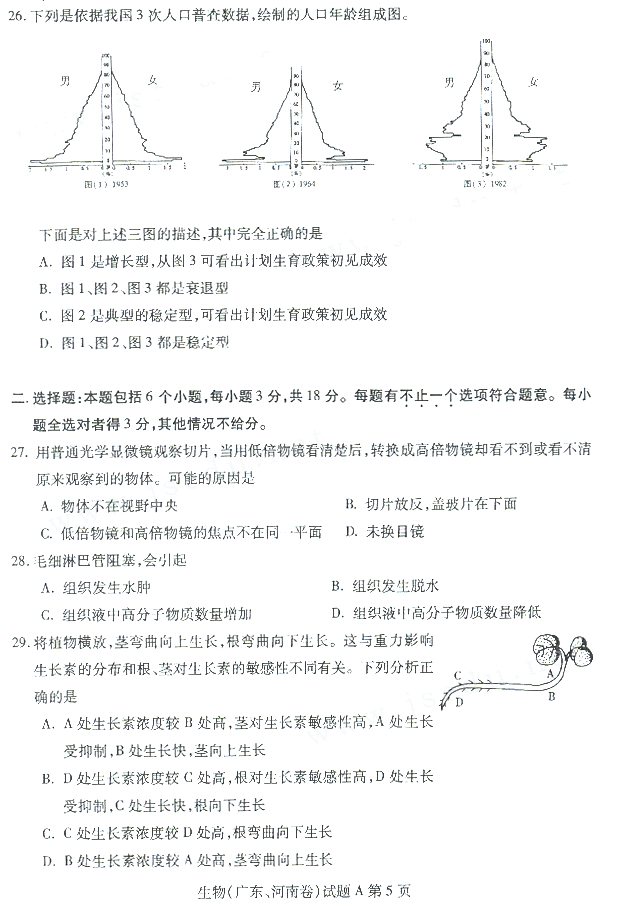 26.下列是依据我国3次人口普查数据,绘制的人口年龄组成图。
男 女 男 女 男 女
图(1) 1953 图(2) 1964 图(3) 1982
下面是对上述三图的描述,其中完全正确的是
A. 图1是增长型,从图3可看出计划生育政策初见成效
B. 图1、图2、图3都是衰退型
C. 图2是典型的稳定型,可看出计划生育政策初见成效
D. 图1、图2、图3都是稳定型
二. 选择题:本题包括6个小题,每小题3分,共18分。每题有不止一个选项符合题意。每小
题全选对者得3分,其他情况不给分。
27. 用普通光学显微镜观察切片,当用低倍物镜看清楚后,转换成高倍物镜却看不到或看不清
原来观察到的物体。可能的原因是
A. 物体不在视野中央 B. 切片放反,盖玻片在下面
C. 低倍物镜和高倍物镜的焦点不在同一平面 D. 未换目镜
28.毛细淋巴管阻塞,会引起
A. 组织发生水肿 B. 组织发生脱水
C. 组织液中高分子物质数量增加 D. 组织液中高分子物质数量降低
29.将植物横放,茎弯曲向上生长,根弯曲向下生长。这与重力影响
生长素的分布和根、茎对生长素的敏感性不同有关。下列分析正
确的是
A B C D
A. A处生长素浓度较B处高,茎对生长素敏感性高,A处生长
受抑制,B处生长快,茎向上生长
B. D处生长素浓度较C处高,根对生长素敏感性高,D处生长
受抑制,C处生长快,根向下生长
C. C处生长素浓度较D处高,根弯曲向下生长
D. B处生长素浓度较A处高,茎弯曲向上生长
生物(广东、河南卷)试题A第5页